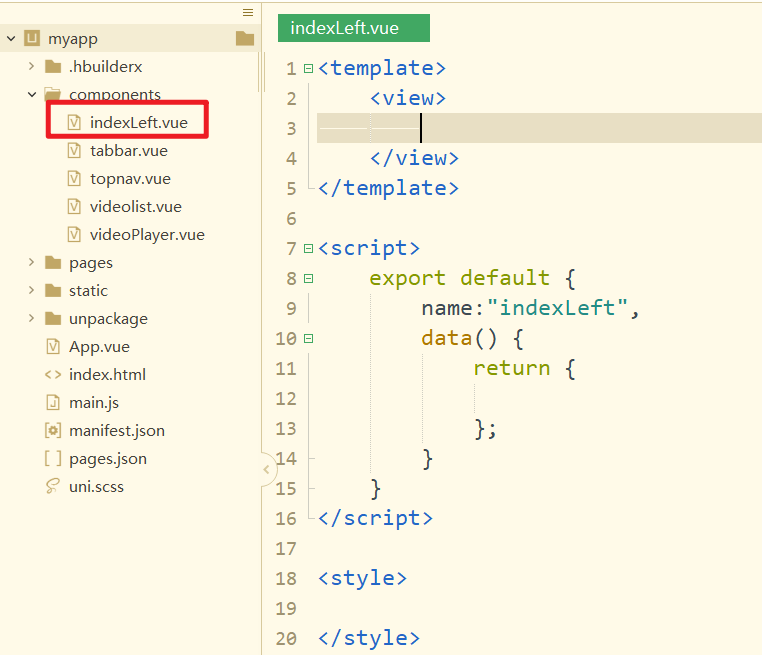 myapp
.hbuilderx
components
indexLeft.vue
tabbar.vue
topnav.vue
videolist.vue
videoPlayer.vue
pages
static
unpackage
App.vue
index.html
main.js
manifest.json
pages.json
uni.scss
indexLeft.vue
1 <template>
2 <view>
3
4 </view>
5 </template>
6
7 <script>
8 export default {
9 name:"indexLeft",
10 data() {
11 return {
12
13 };
14 }
15 }
16 </script>
17
18 <style>
19
20 </style>